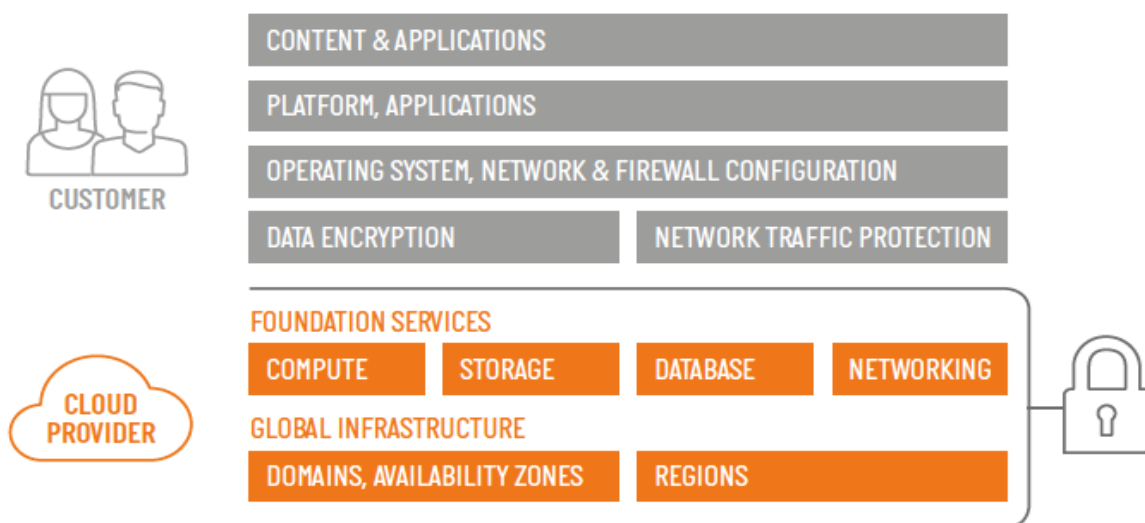 CONTENT & APPLICATIONS
PLATFORM, APPLICATIONS
OPERATING SYSTEM, NETWORK & FIREWALL CONFIGURATION
CUSTOMER
DATA ENCRYPTION
NETWORK TRAFFIC PROTECTION
FOUNDATION SERVICES
COMPUTE
STORAGE
DATABASE
NETWORKING
CLOUD
PROVIDER
GLOBAL INFRASTRUCTURE
DOMAINS, AVAILABILITY ZONES
REGIONS